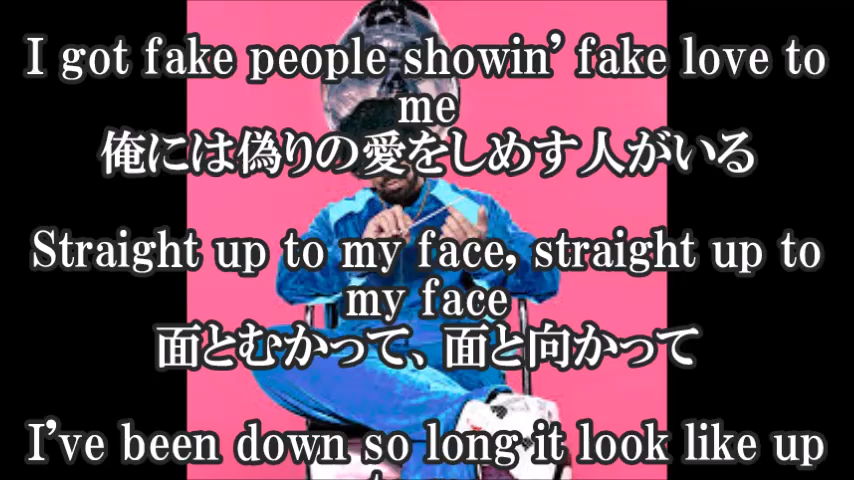 I got fake people showin' fake love to
me
俺には偽りの愛をしめす人がいる
Straight up to my face, straight up to
my face
面とむかって、面と向かって
I've been down so long it look like up